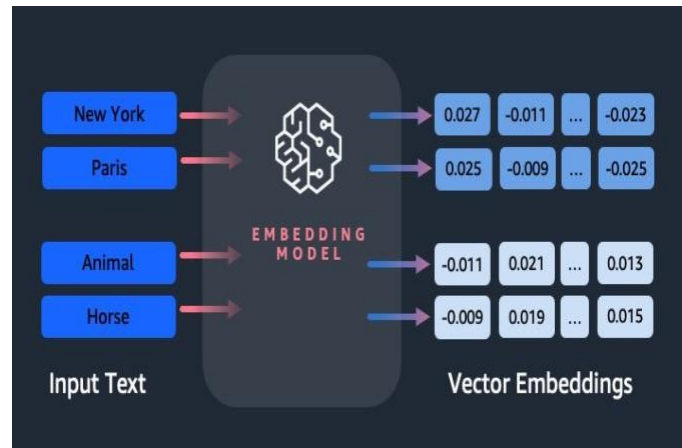 New York
0.027 -0.011 ... -0.023
Paris
0.025 -0.009 ... -0.025
EMBEDDING
MODEL
Animal
-0.011 0.021 ... 0.013
Horse
-0.009 0.019 ... 0.015
Input Text
Vector Embeddings